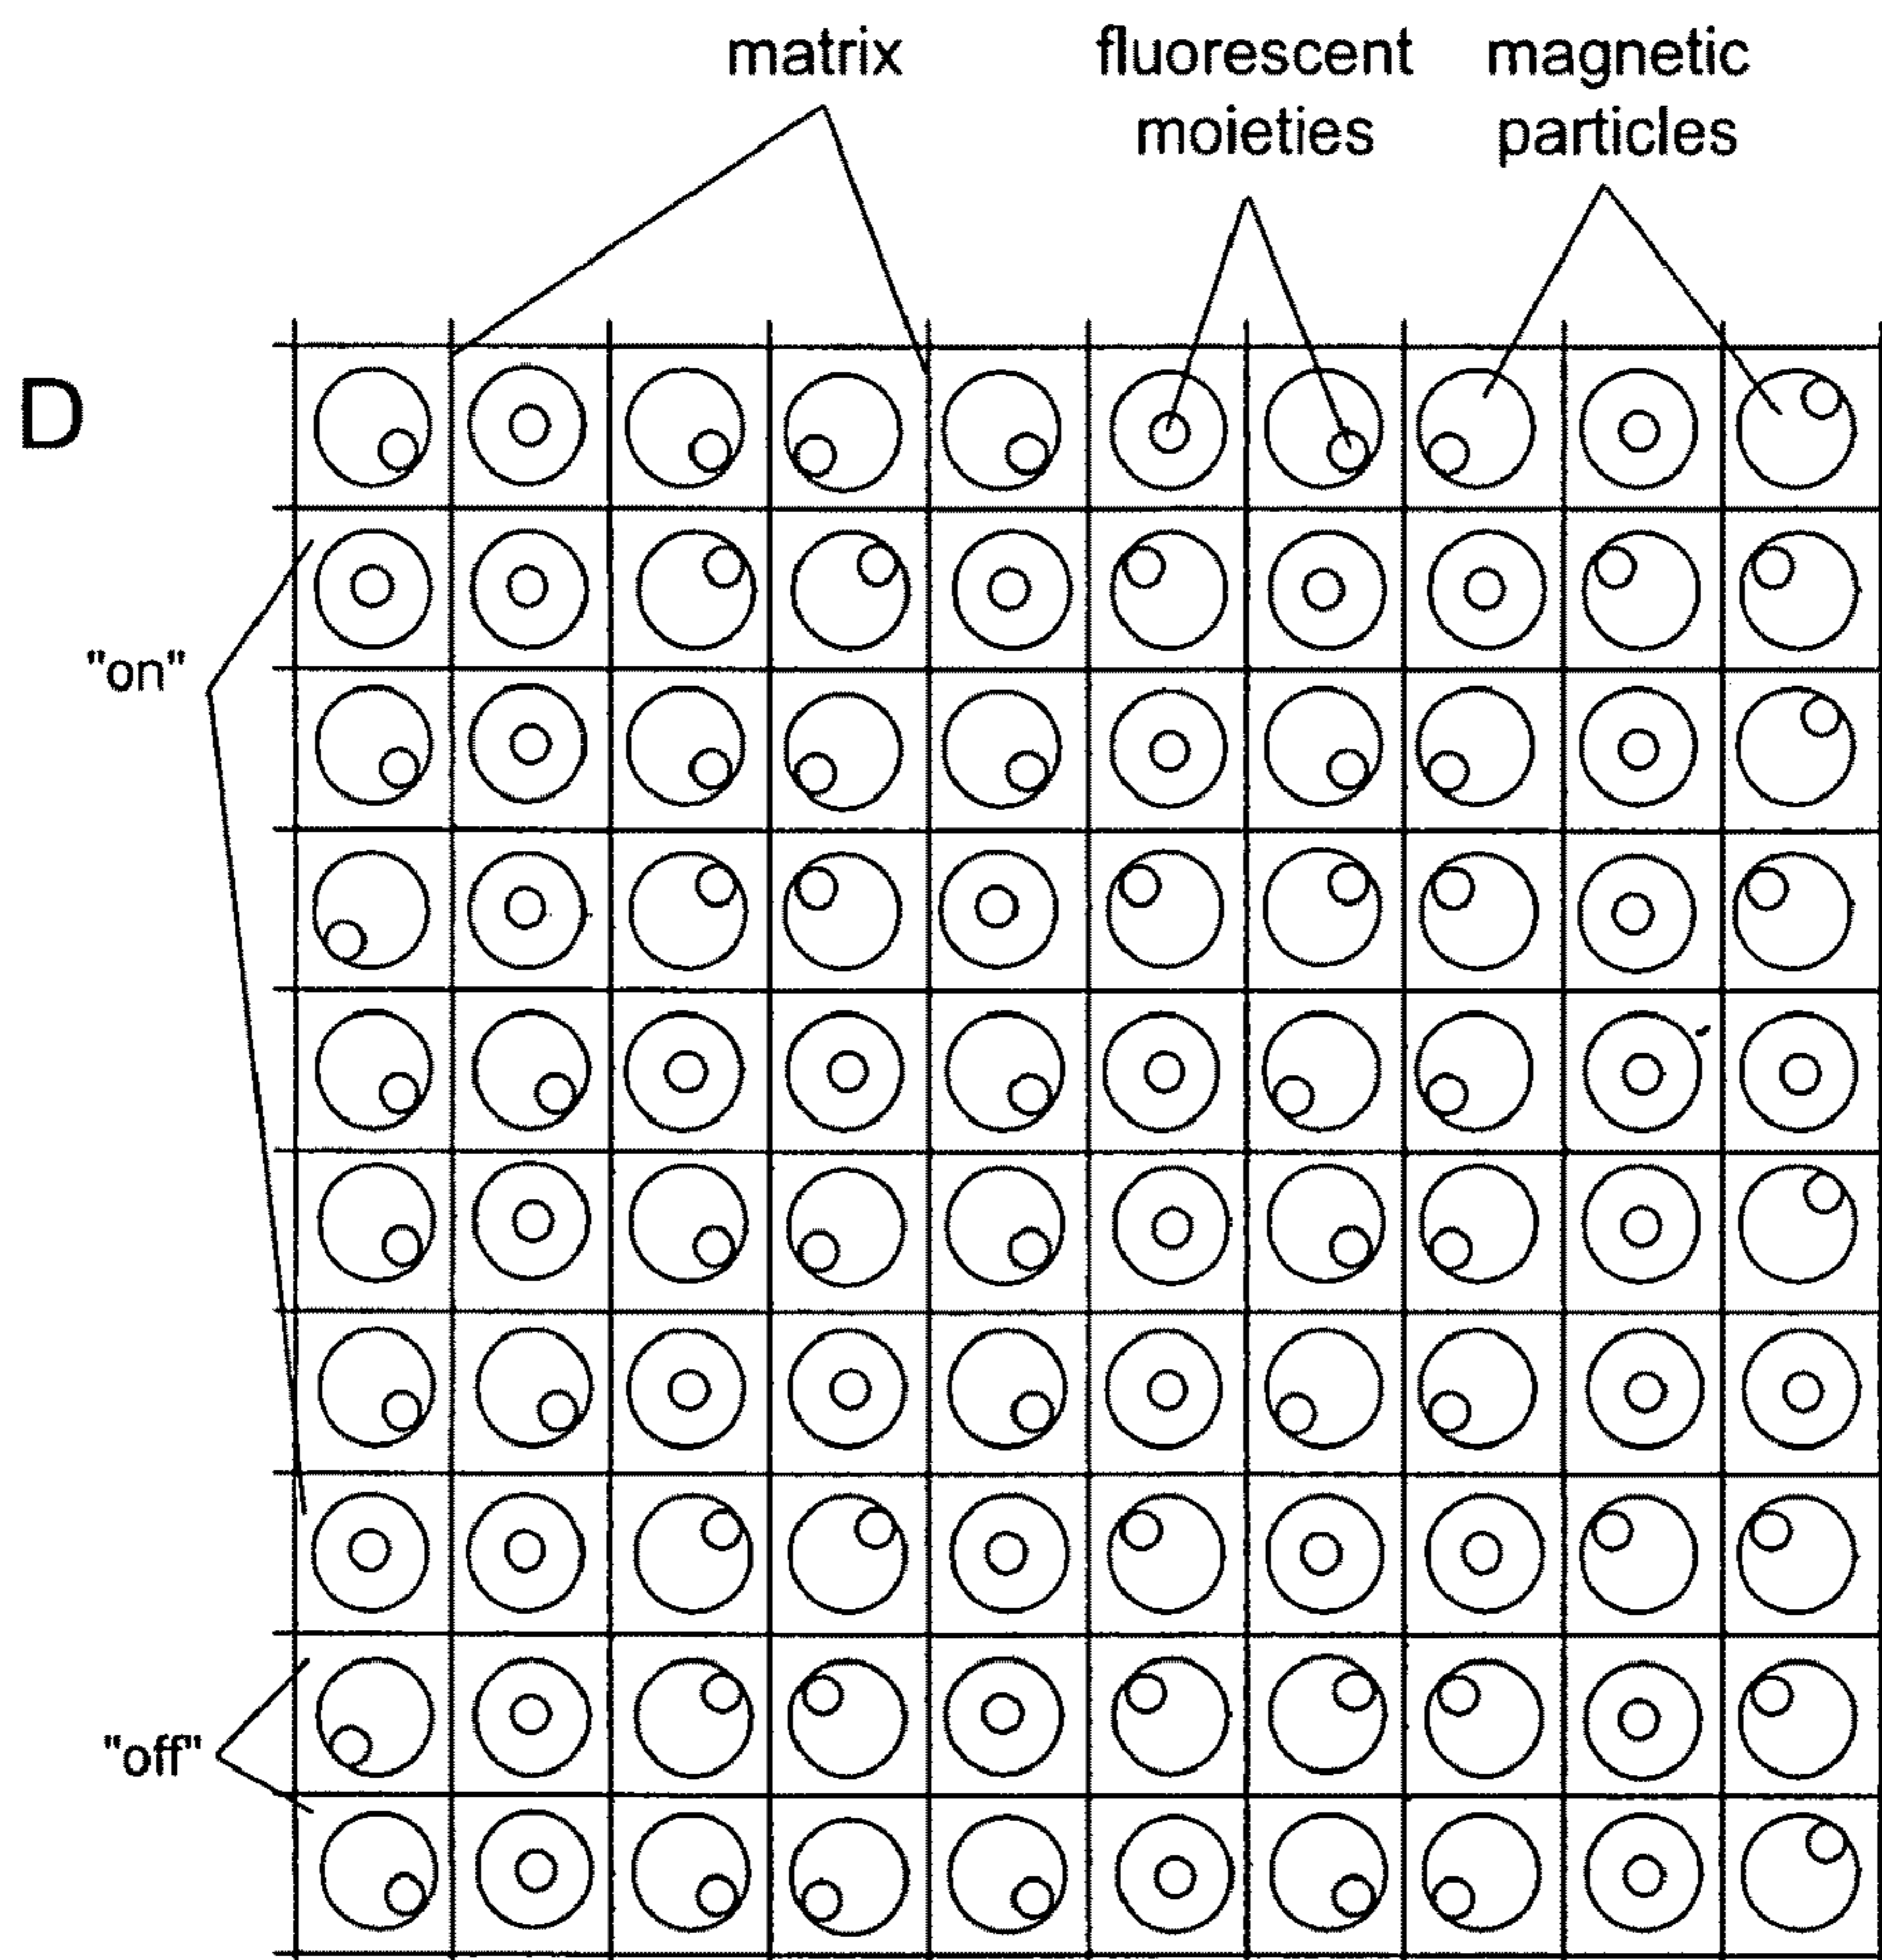 matrix
fluorescent
moieties
magnetic
particles
D
"on"
"off"